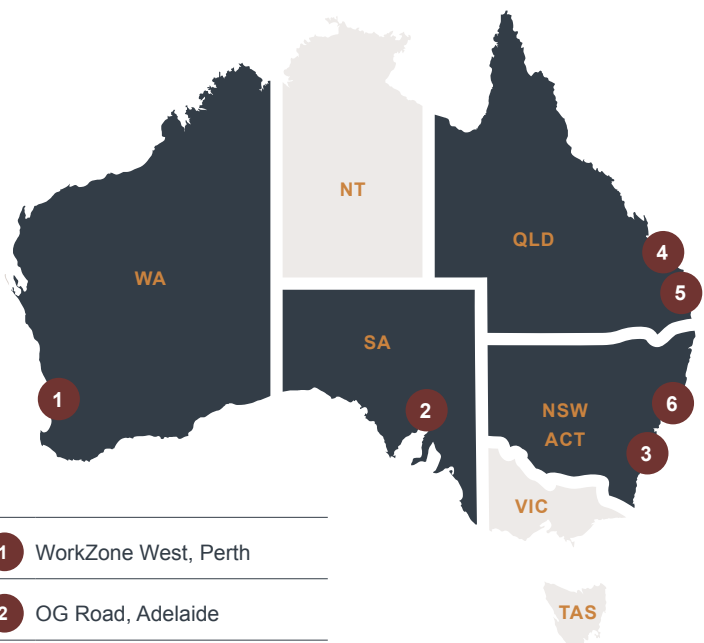 NT
QLD
WA
4
5
SA
1
2
NSW
ACT
6
3
VIC
1 WorkZone West, Perth
2 OG Road, Adelaide
TAS